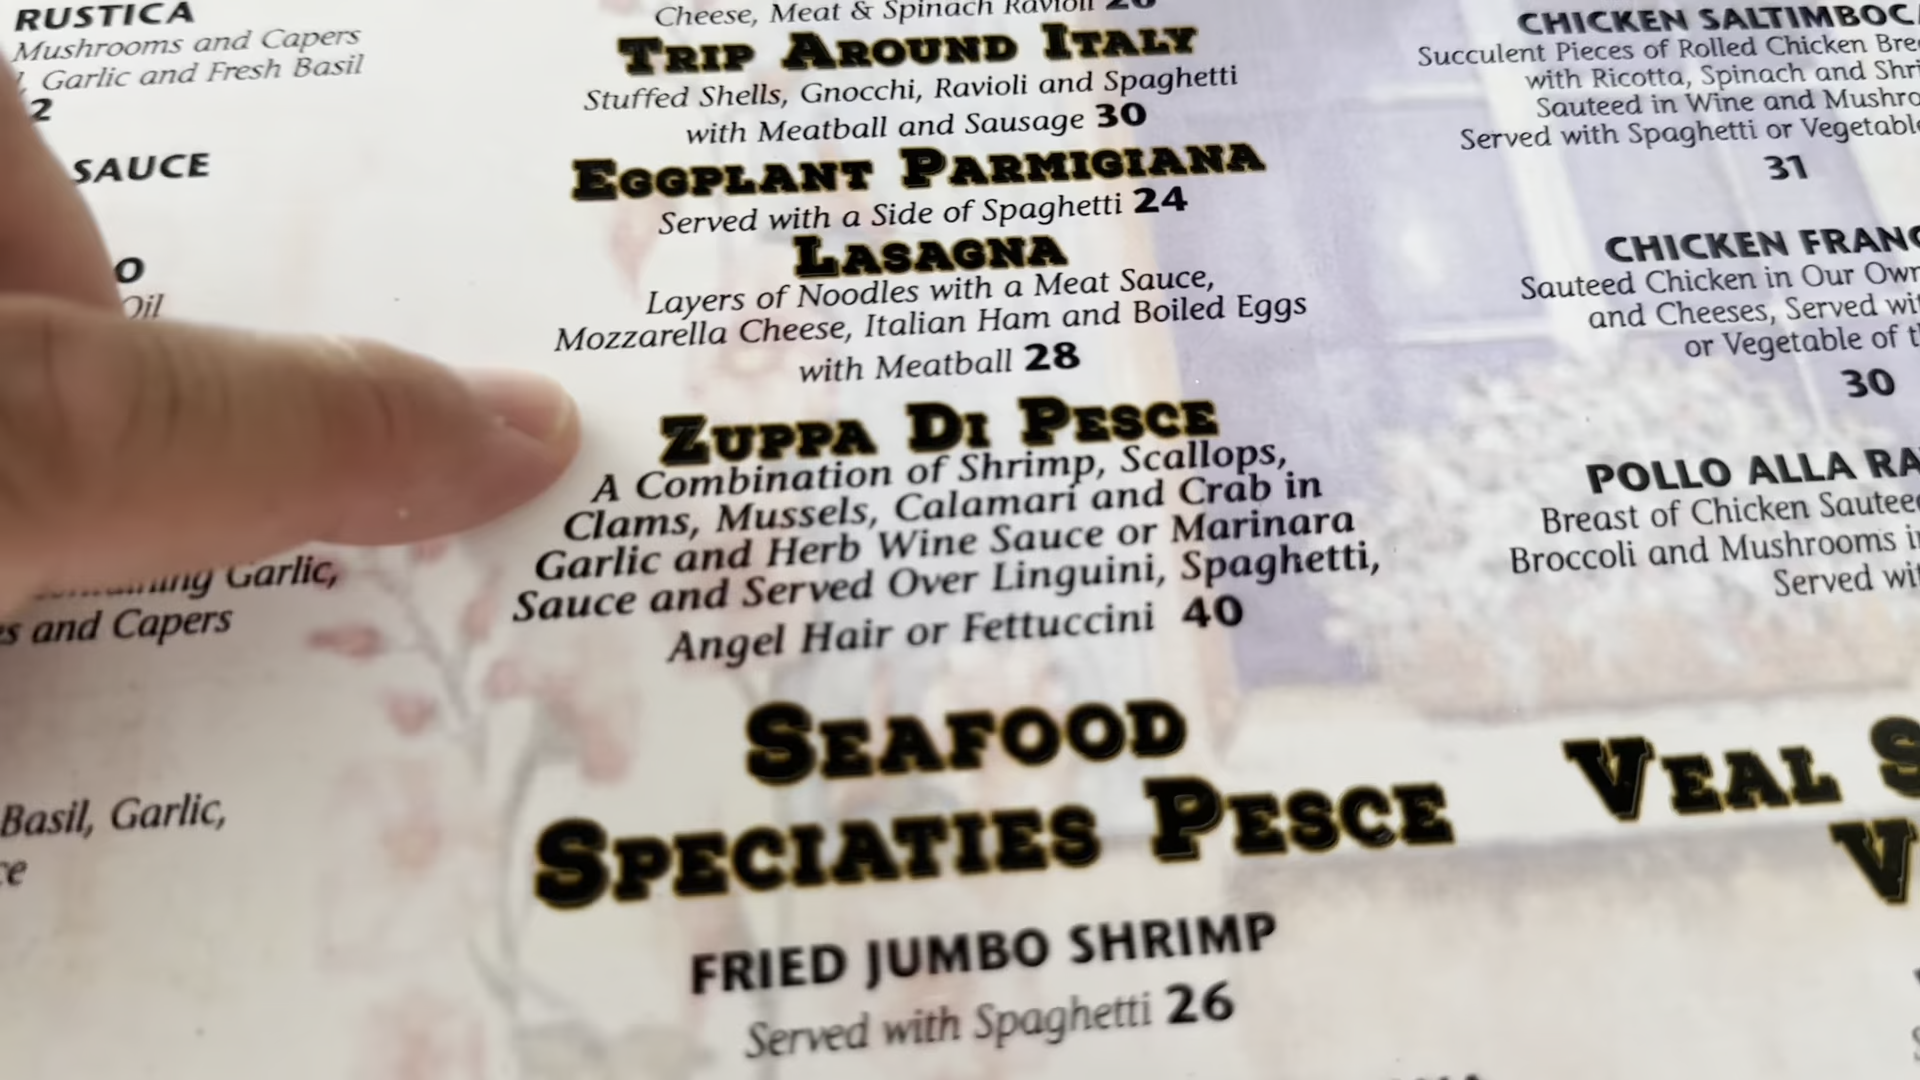 RUSTICA
Mushrooms and Capers
Garlic and Fresh Basil
2
SAUCE
O
Oil
Garlic,
and Capers
Basil, Garlic,
Cheese, Meat & Spinach Ravioli
TRIP AROUND ITALY
Stuffed Shells, Gnocchi, Ravioli and Spaghetti
with Meatball and Sausage 30
EGGPLANT PARMIGIANA
Served with a Side of Spaghetti 24
LASAGNA
Layers of Noodles with a Meat Sauce,
Mozzarella Cheese, Italian Ham and Boiled Eggs
with Meatball 28
ZUPPA DI PESCE
A Combination of Shrimp, Scallops,
Clams, Mussels, Calamari and Crab in
Garlic and Herb Wine Sauce or Marinara
Sauce and Served Over Linguini, Spaghetti,
Angel Hair or Fettuccini 40
SEAFOOD
SPECIATIES PESCE
FRIED JUMBO SHRIMP
Served with Spaghetti 26
CHICKEN SALTIMBOC
Succulent Pieces of Rolled Chicken Bre
with Ricotta, Spinach and Shri
Sauteed in Wine and Mushro
Served with Spaghetti or Vegetabl
31
CHICKEN FRANC
Sauteed Chicken in Our Own
and Cheeses, Served wit
or Vegetable of t
30
POLLO ALLA RA
Breast of Chicken Sautee
Broccoli and Mushrooms i
Served wit
VEAL S
V